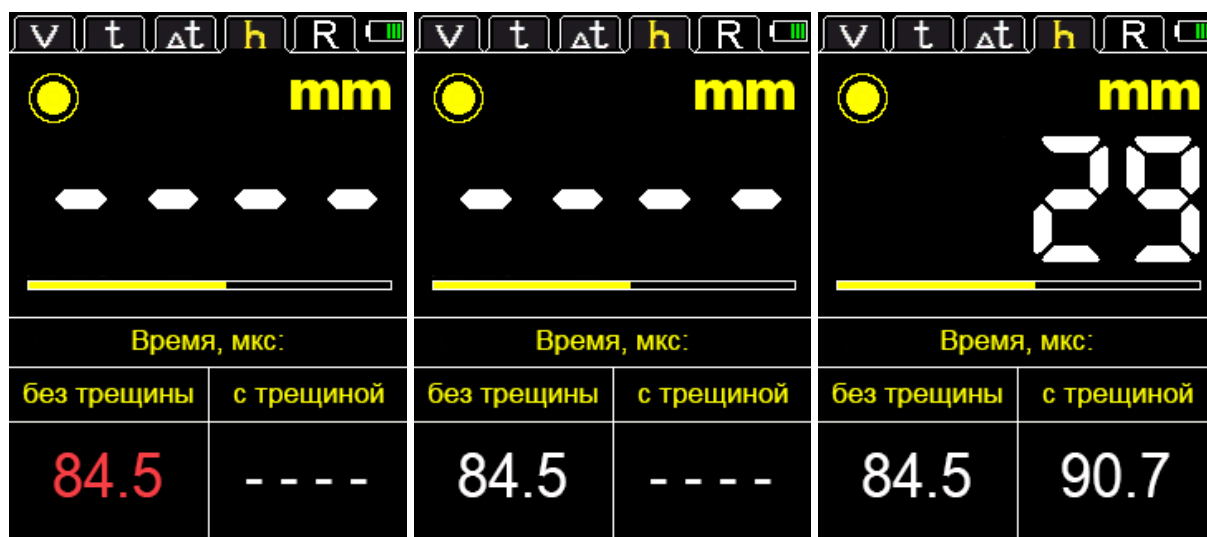 V t Δt h R
mm
- - - -
Время, мкс:
без трещины с трещиной
84.5 - - - -
V t Δt h R
mm
- - - -
Время, мкс:
без трещины с трещиной
84.5 - - - -
V t Δt h R
mm
29
Время, мкс:
без трещины с трещиной
84.5 90.7